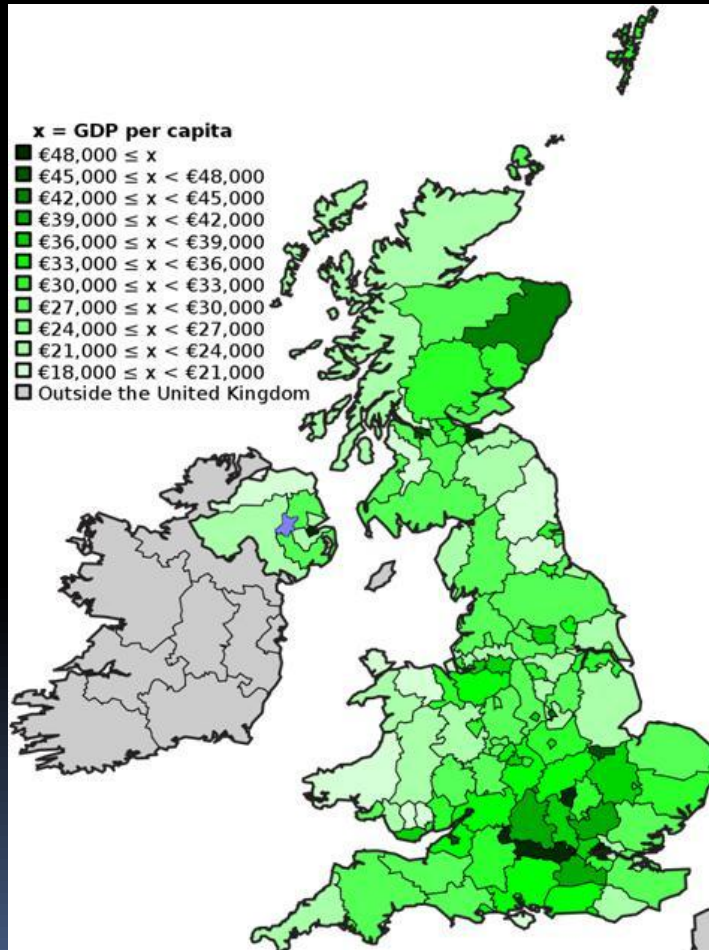 x = GDP per capita
€48,000 ≤ x
€45,000 ≤ x < €48,000
€42,000 ≤ x < €45,000
€39,000 ≤ x < €42,000
€36,000 ≤ x < €39,000
€33,000 ≤ x < €36,000
€30,000 ≤ x < €33,000
€27,000 ≤ x < €30,000
€24,000 ≤ x < €27,000
€21,000 ≤ x < €24,000
€18,000 ≤ x < €21,000
Outside the United Kingdom